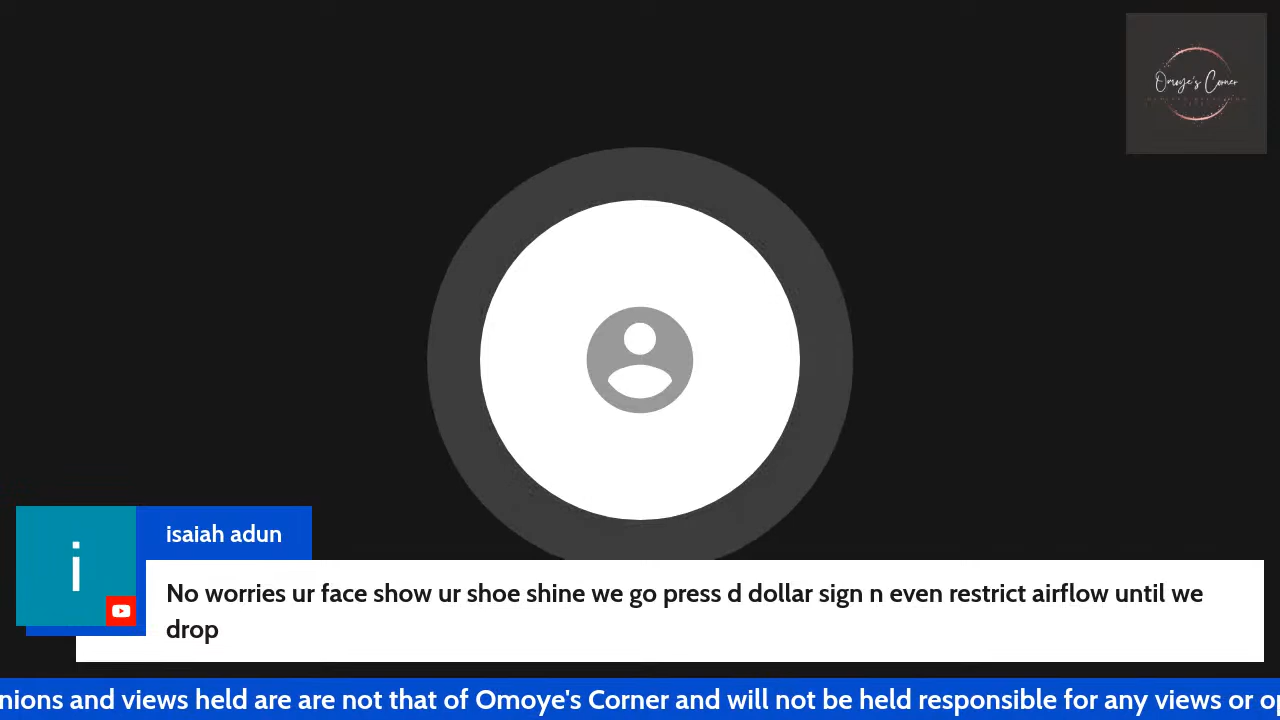 Omoye's Corner
i
isaiah adun
No worries ur face show ur shoe shine we go press d dollar sign n even restrict airflow until we
drop
nions and views held are are not that of Omoye's Corner and will not be held responsible for any views or op